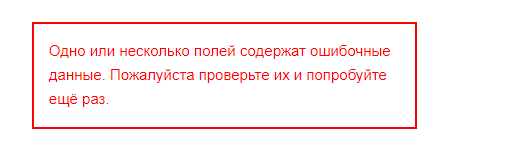 Одно или несколько полей содержат ошибочные
данные. Пожалуйста проверьте их и попробуйте
ещё раз.